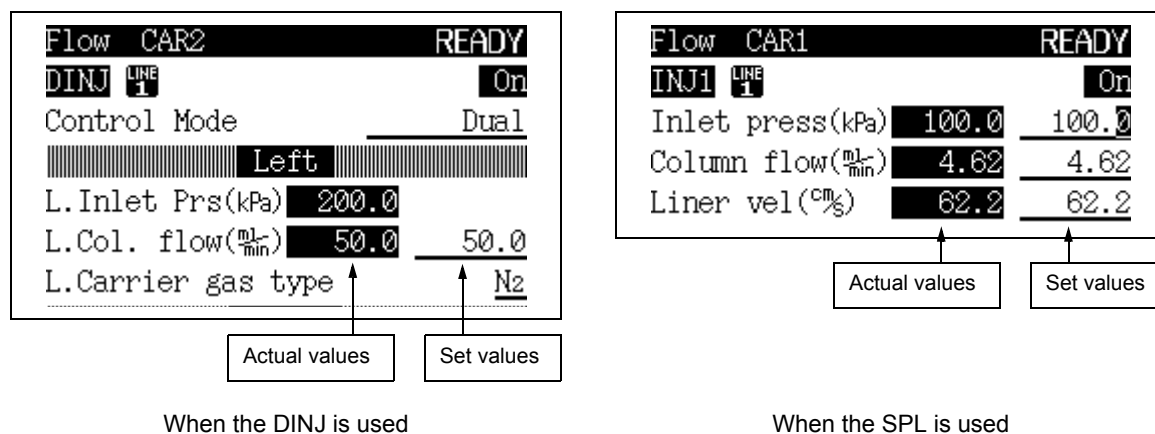 Flow CAR2 READY
DINJ LINE 1 On
Control Mode Dual
Left
L.Inlet Prs(kPa) 200.0
L.Col. flow(ml/min) 50.0 50.0
L.Carrier gas type N2
Actual values Set values
When the DINJ is used
Flow CAR1 READY
INJ1 LINE 1 On
Inlet press(kPa) 100.0 100.0
Column flow(ml/min) 4.62 4.62
Liner vel(cm/s) 62.2 62.2
Actual values Set values
When the SPL is used